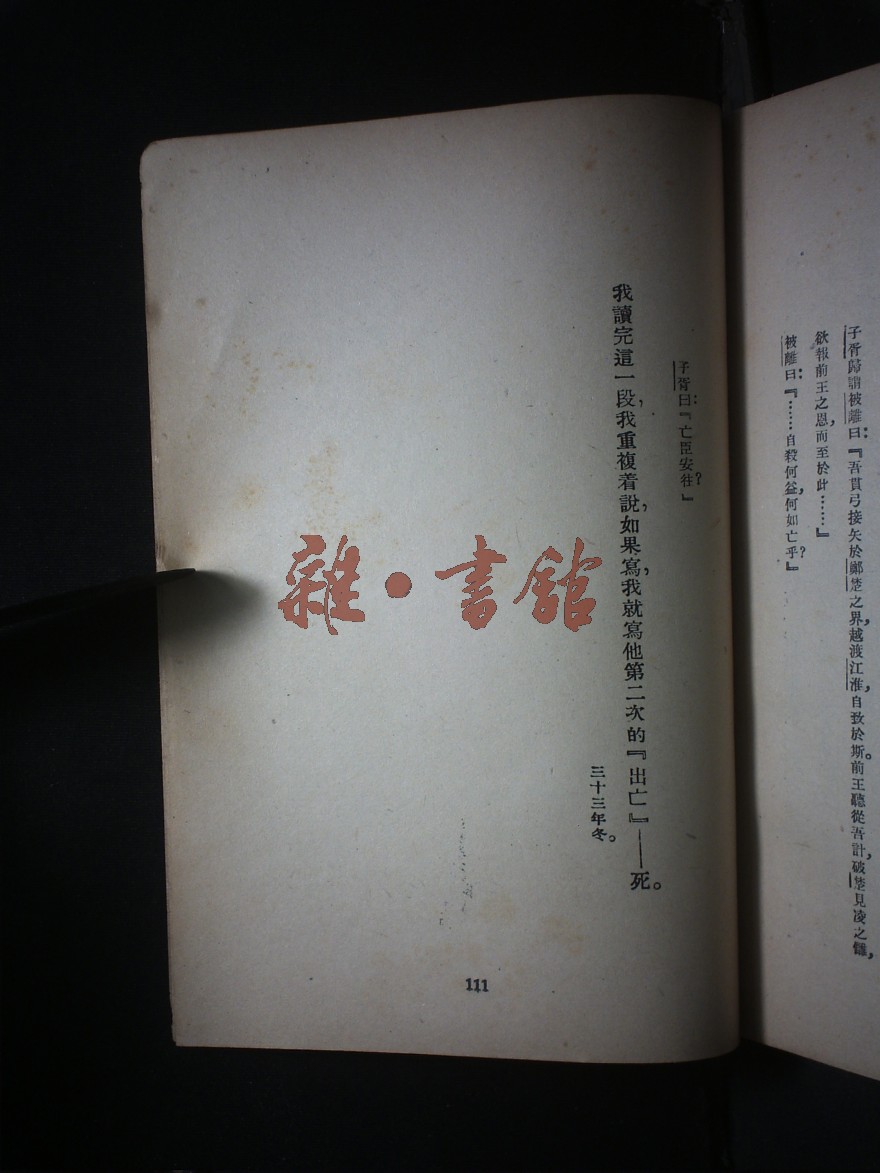 子胥歸謂被離曰：『吾貫弓接矢於鄭楚之界，越渡江淮，自致於斯。前王聽從吾計，破楚見凌之讎，
欲報前王之恩，而至於此……』
被離曰：『……自殺何益，何如亡乎？』
子胥曰：『亡臣安往？』
我讀完這一段，我重複着說，如果寫，我就寫他第二次的『出亡』——死。
三十三年冬。
111
雜·書館